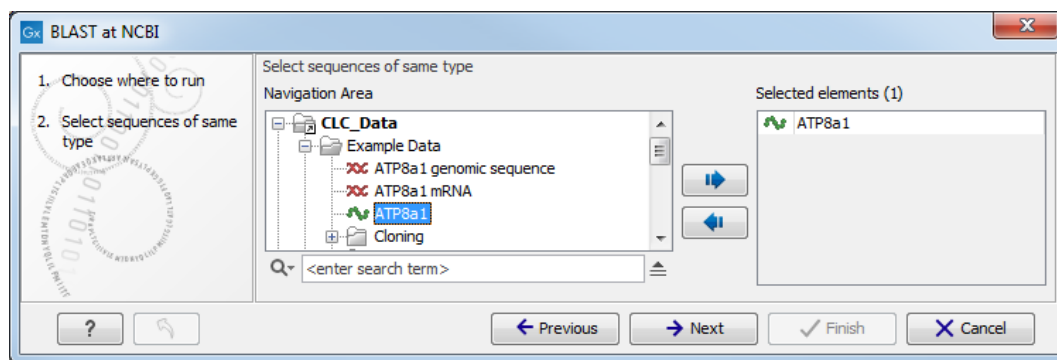 Gx BLAST at NCBI
1. Choose where to run
2. Select sequences of same
type
Select sequences of same type
Navigation Area
CLC_Data
Example Data
ATP8a1 genomic sequence
ATP8a1 mRNA
ATP8a1
Cloning
<enter search term>
Selected elements (1)
ATP8a1
?
Previous
Next
Finish
Cancel